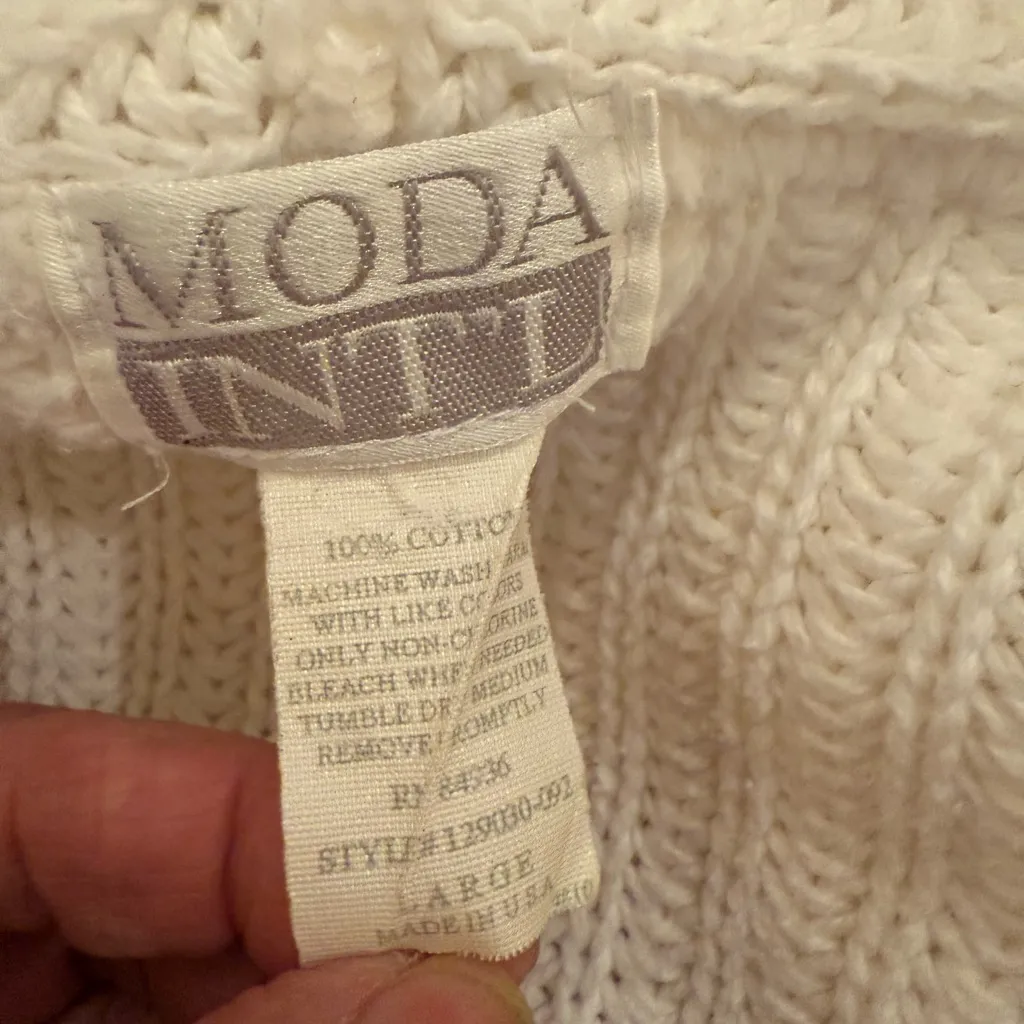 MODA
INT'L
100% COTTON
MACHINE WASH
WITH LIKE COLORS
ONLY NON-CHLORINE
BLEACH WHEN NEEDED
TUMBLE DRY MEDIUM
REMOVE PROMPTLY
RN 84536
STYLE# 129030-092
LARGE
MADE IN U.S.A.